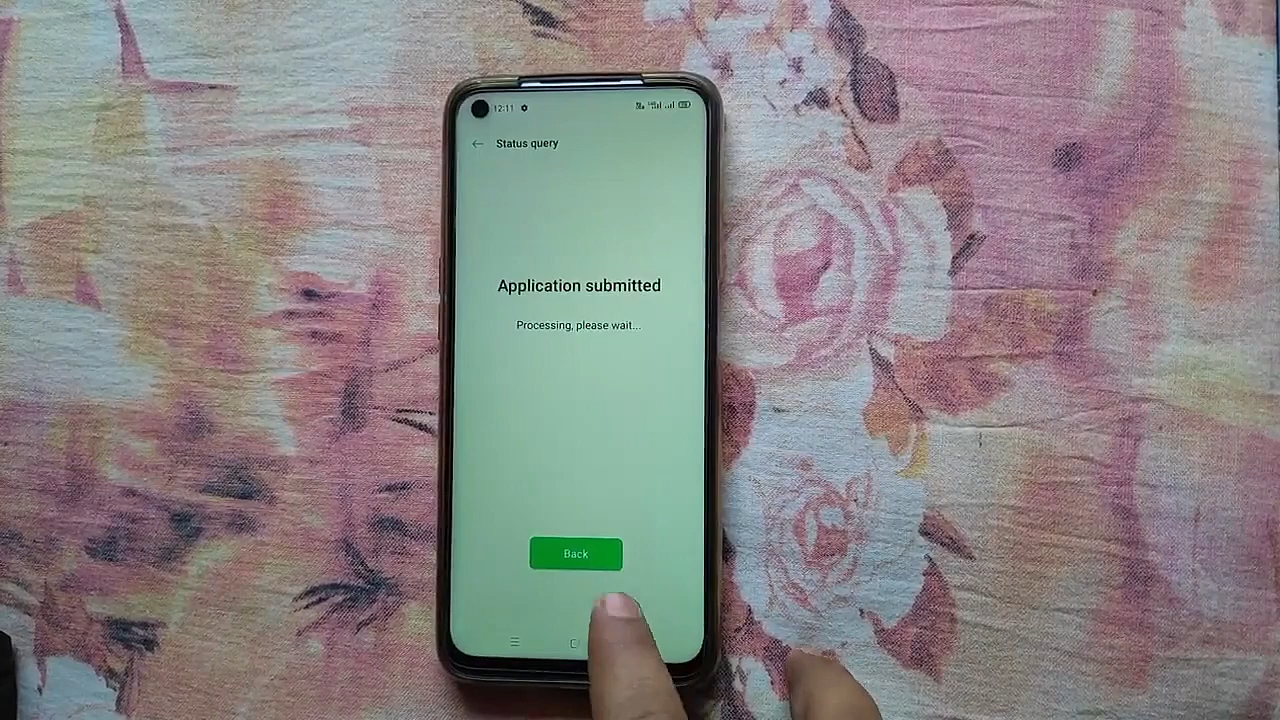 12:11
Status query
Application submitted
Processing, please wait...
Back